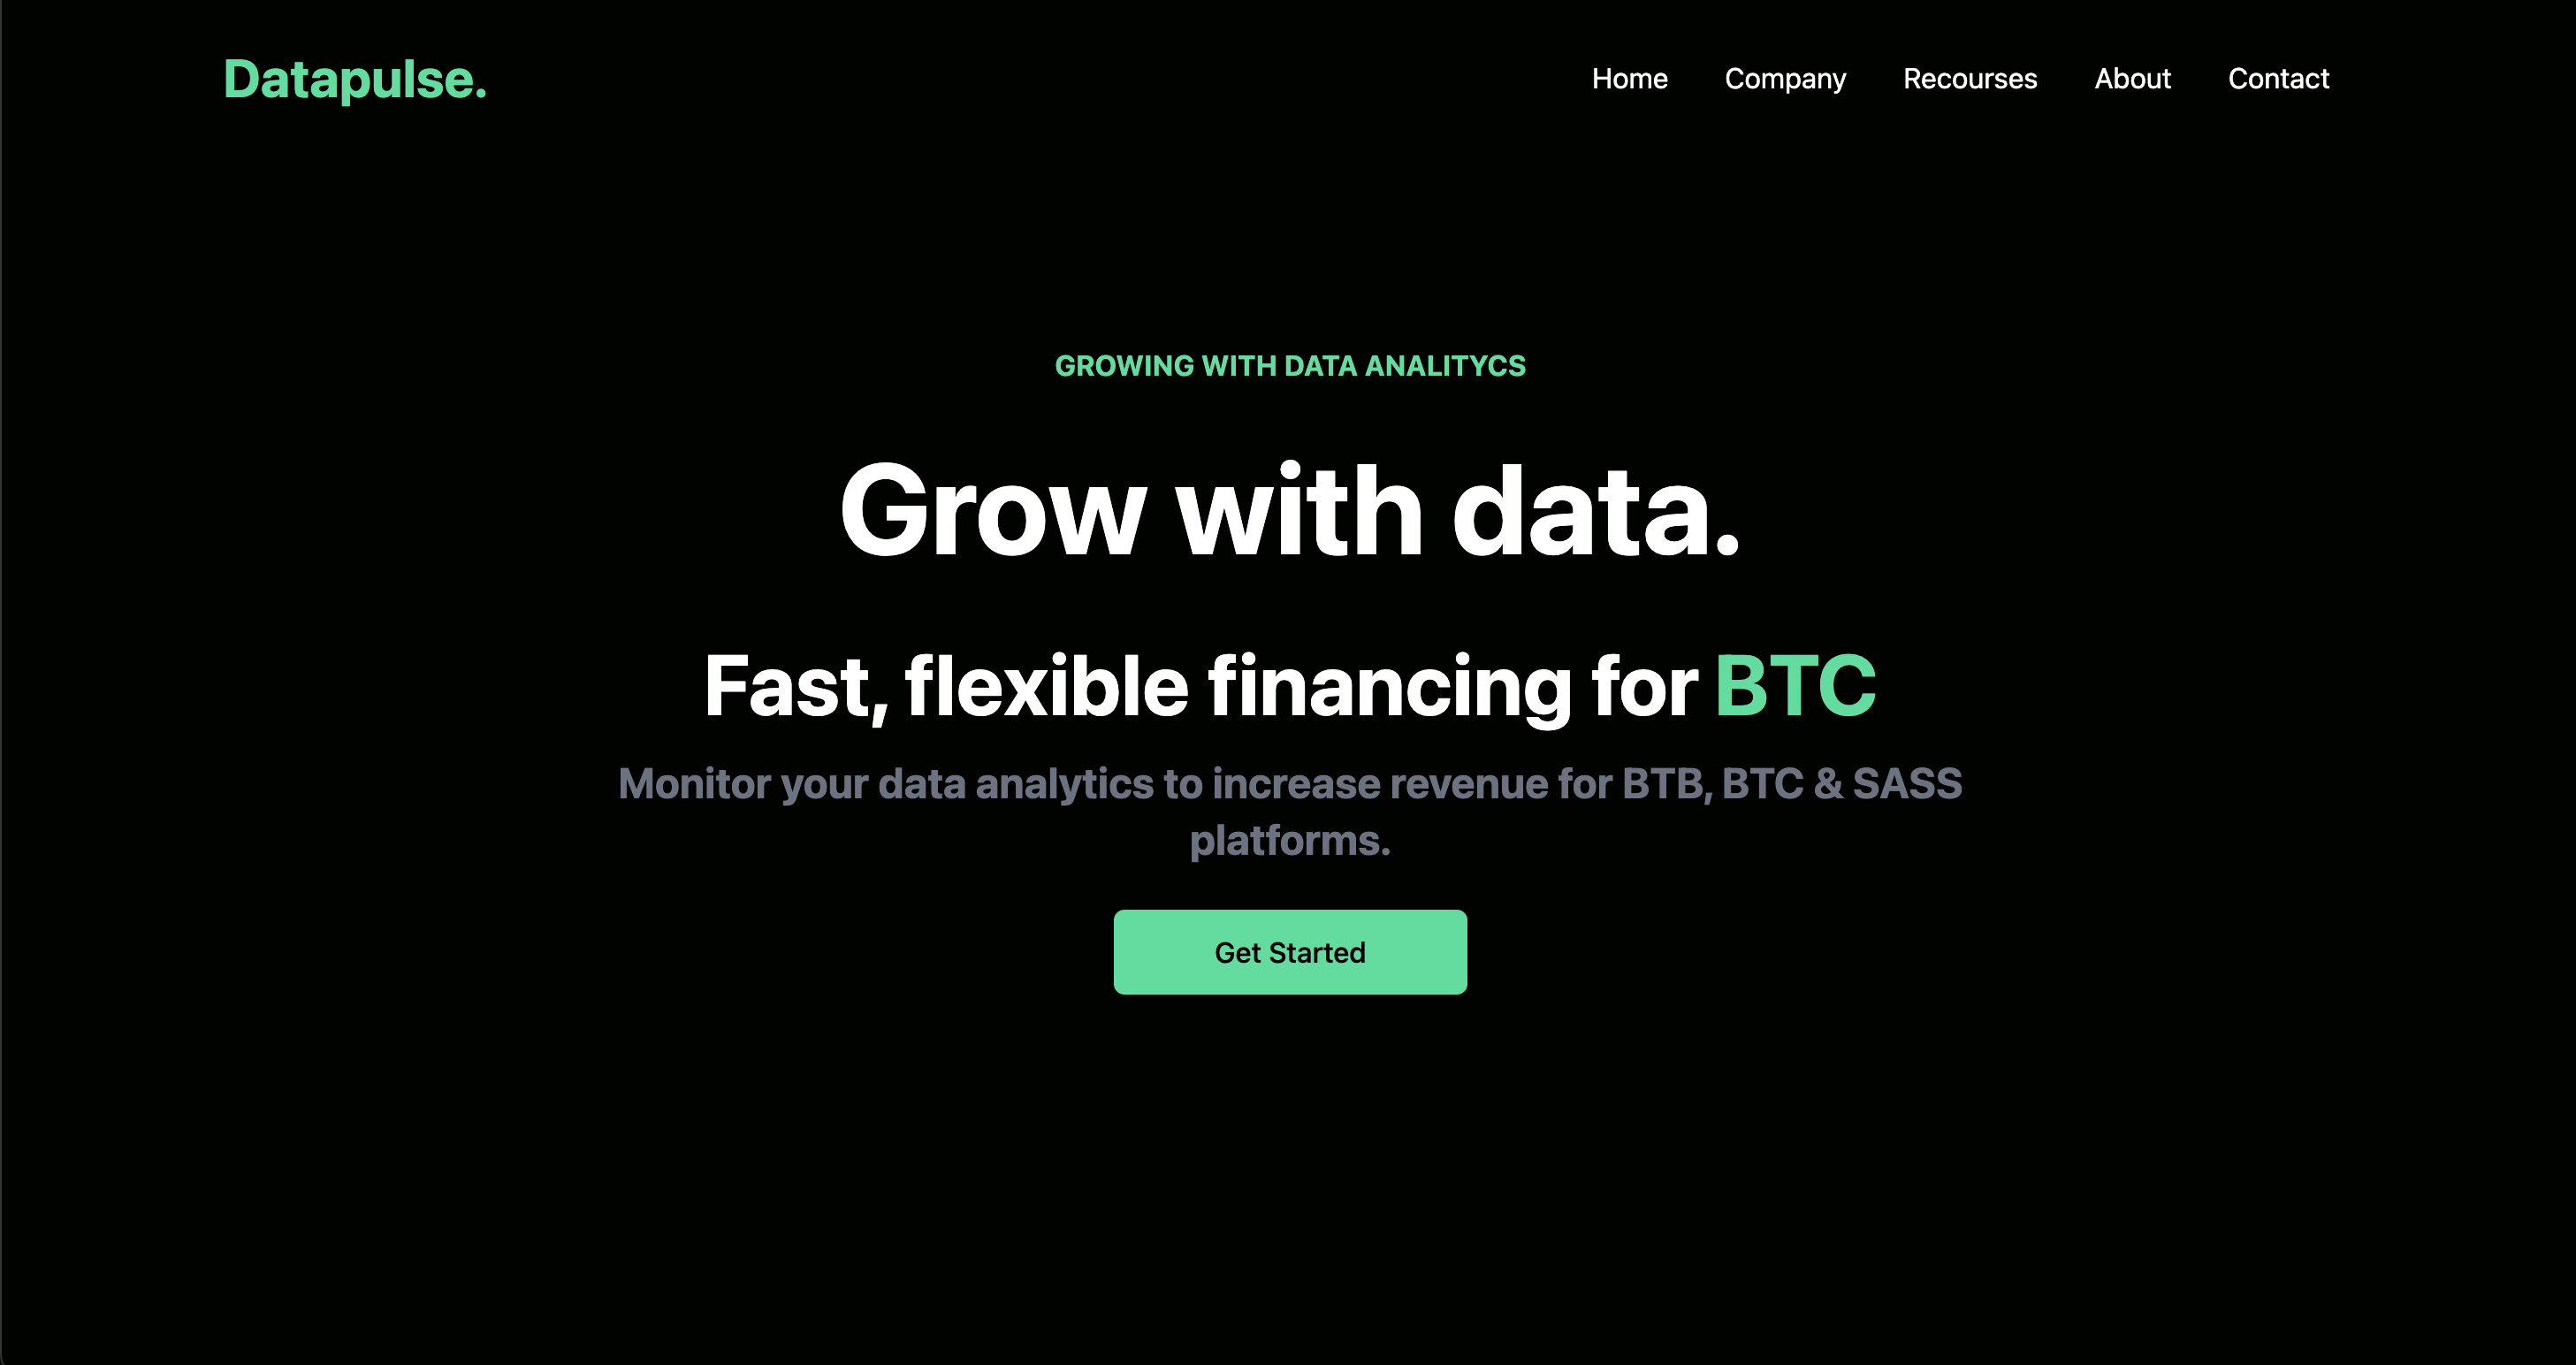 Datapulse.
Home Company Recourses About Contact
GROWING WITH DATA ANALITYCS
Grow with data.
Fast, flexible financing for BTC
Monitor your data analytics to increase revenue for BTB, BTC & SASS
platforms.
Get Started